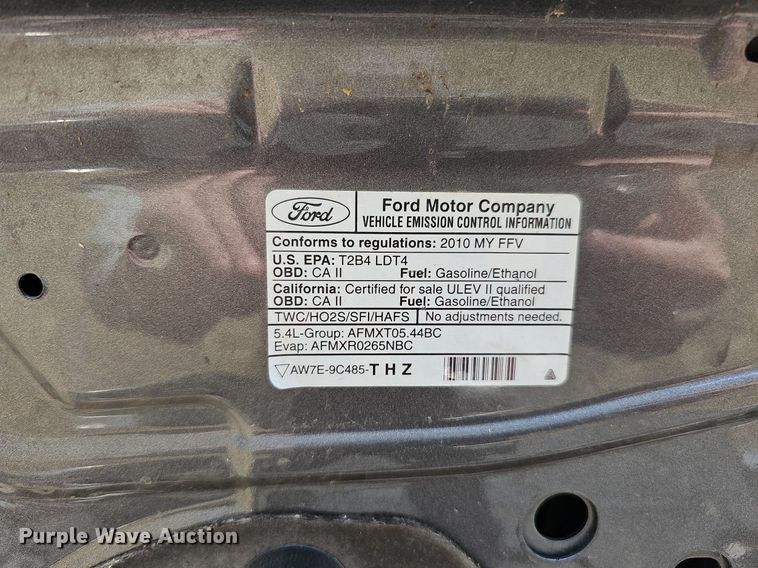 Ford
Ford Motor Company
VEHICLE EMISSION CONTROL INFORMATION
Conforms to regulations: 2010 MY FFV
U.S. EPA: T2B4 LDT4
OBD: CA II Fuel: Gasoline/Ethanol
California: Certified for sale ULEV II qualified
OBD: CA II Fuel: Gasoline/Ethanol
TWC/HO2S/SFI/HAFS No adjustments needed.
5.4L-Group: AFMXT05.44BC
Evap: AFMXR0265NBC
AW7E-9C485-THZ
Purple Wave Auction